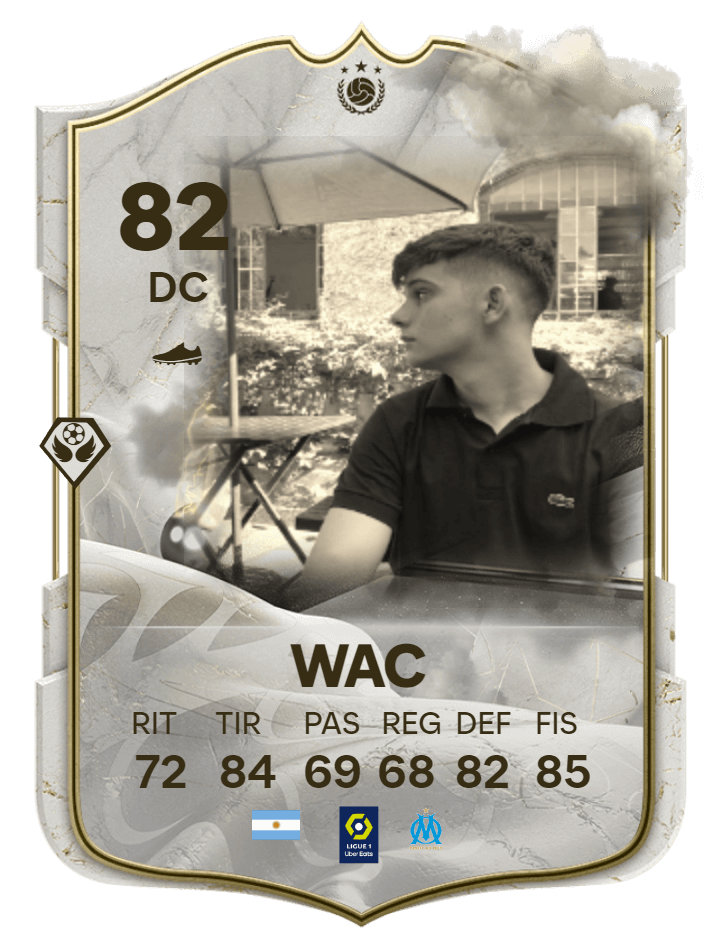 82
DC
WAC
RIT TIR PAS REG DEF FIS
72 84 69 68 82 85
LIGUE 1
Uber Eats